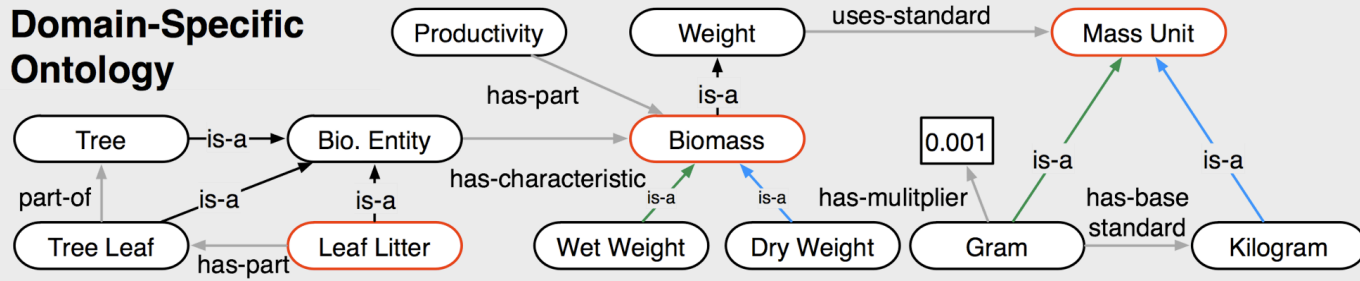 Domain-Specific
Ontology
Productivity
Weight
uses-standard
Mass Unit
has-part
is-a
Tree
is-a
Bio. Entity
Biomass
0.001
is-a
is-a
part-of
is-a
is-a
has-characteristic
is-a
is-a
has-mulitplier
has-base
standard
Tree Leaf
has-part
Leaf Litter
Wet Weight
Dry Weight
Gram
Kilogram